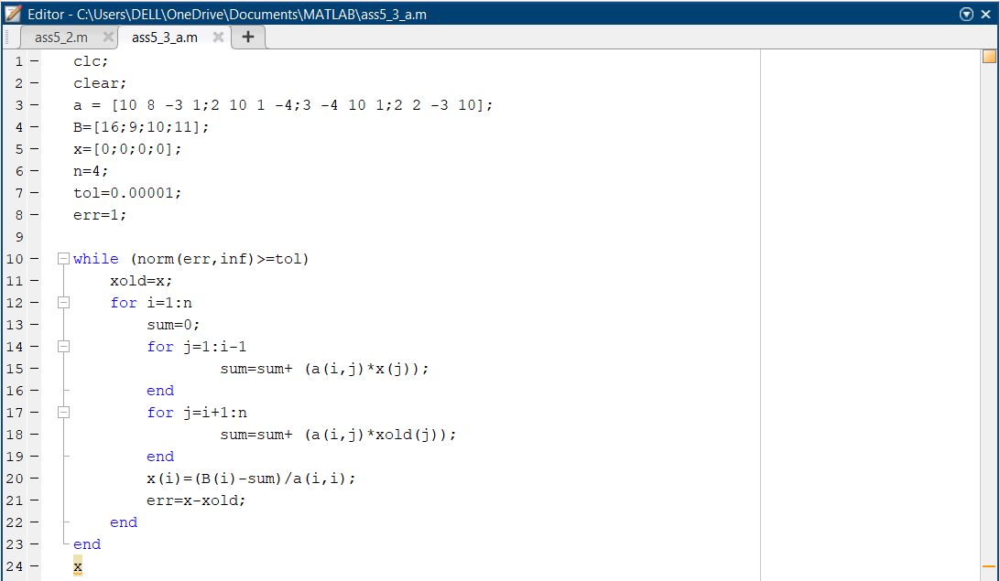 Editor - C:\Users\DELL\OneDrive\Documents\MATLAB\ass5_3_a.m
ass5_2.m ass5_3_a.m +
1 clc;
2 clear;
3 a = [10 8 -3 1;2 10 1 -4;3 -4 10 1;2 2 -3 10];
4 B=[16;9;10;11];
5 x=[0;0;0;0];
6 n=4;
7 tol=0.00001;
8 err=1;
9
10 while (norm(err,inf)>=tol)
11 xold=x;
12 for i=1:n
13 sum=0;
14 for j=1:i-1
15 sum=sum+ (a(i,j)*x(j));
16 end
17 for j=i+1:n
18 sum=sum+ (a(i,j)*xold(j));
19 end
20 x(i)=(B(i)-sum)/a(i,i);
21 err=x-xold;
22 end
23 end
24 x